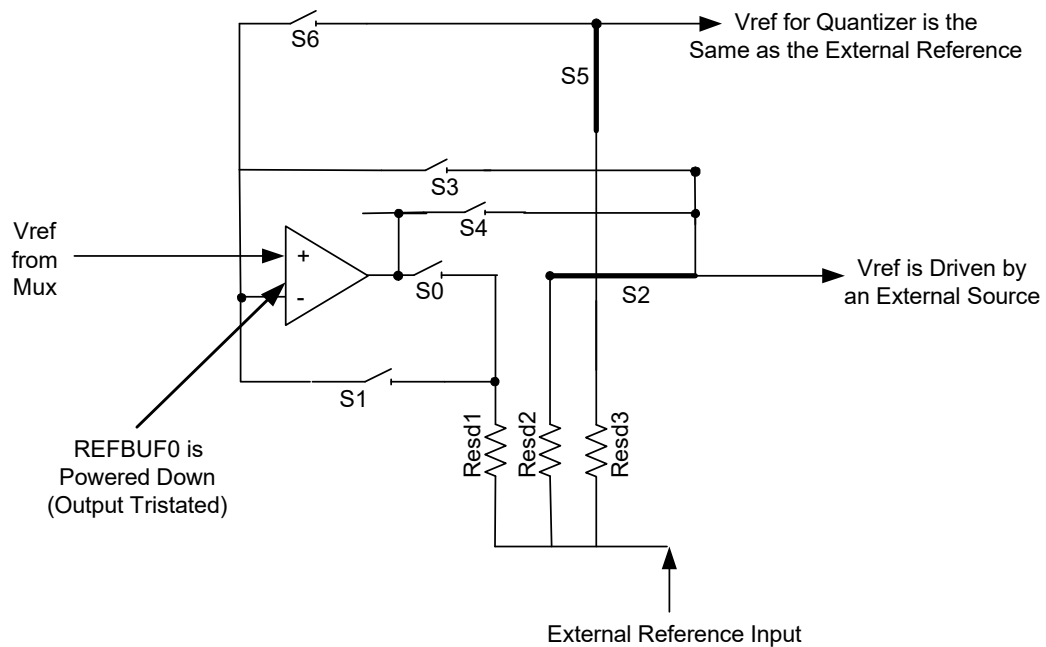 S6
Vref for Quantizer is the
Same as the External Reference
S5
S3
S4
Vref
from
Mux
+
-
S0
S2
Vref is Driven by
an External Source
S1
REFBUF0 is
Powered Down
(Output Tristated)
Resd1
Resd2
Resd3
External Reference Input